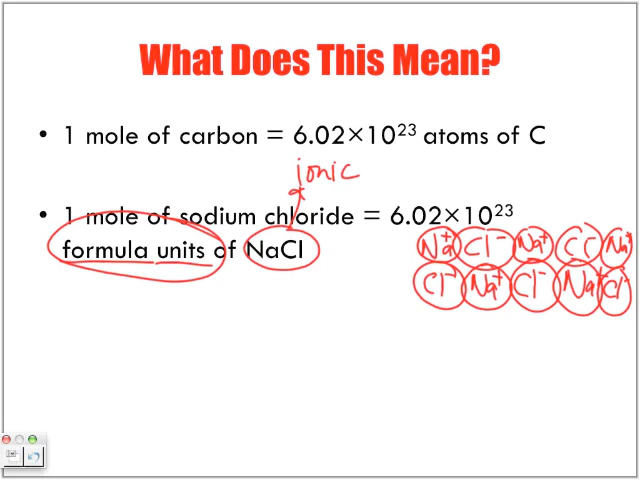 What Does This Mean?
• 1 mole of carbon = 6.02×10²³ atoms of C
ionic
• 1 mole of sodium chloride = 6.02×10²³
formula units of NaCl
Na⁺ Cl⁻ Na⁺ Na⁺
Cl⁻ Na⁺ Cl⁻ Na⁺ Cl⁻